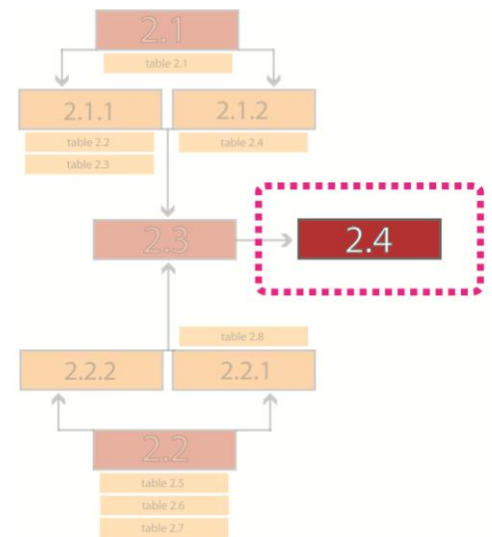 2.1
table 2.1
2.1.1 2.1.2
table 2.2 table 2.4
table 2.3
2.3 2.4
table 2.8
2.2.2 2.2.1
2.2
table 2.5
table 2.6
table 2.7